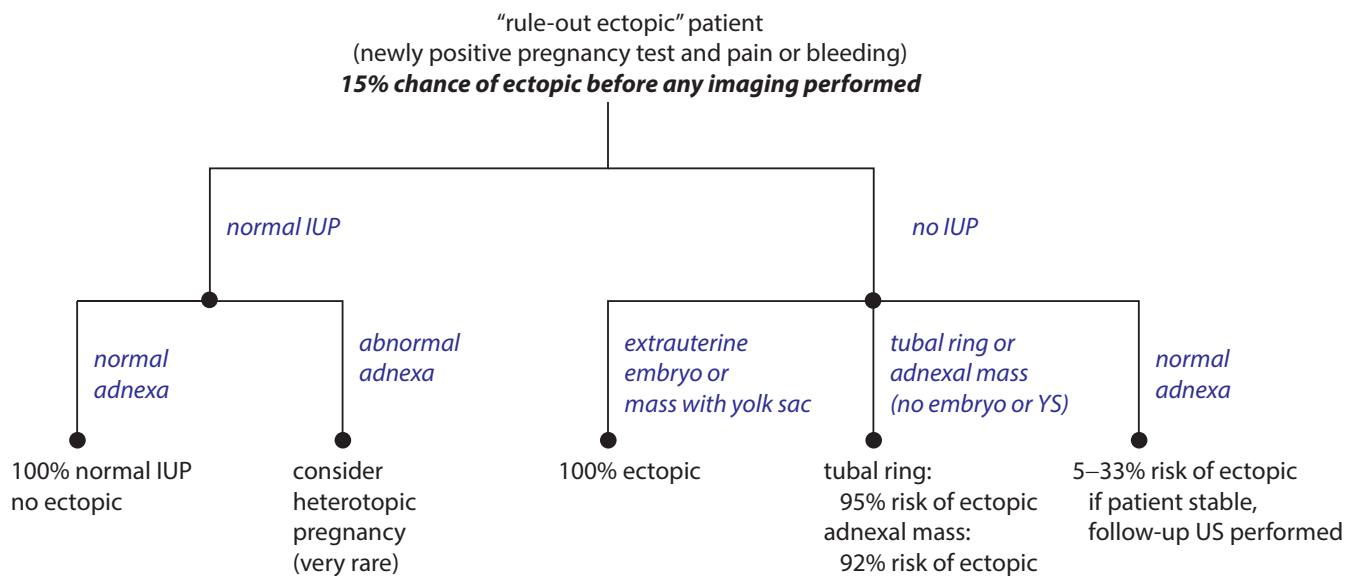 “rule-out ectopic” patient
(newly positive pregnancy test and pain or bleeding)
15% chance of ectopic before any imaging performed
normal IUP
no IUP
normal
adnexa
abnormal
adnexa
extrauterine
embryo or
mass with yolk sac
tubal ring or
adnexal mass
(no embryo or YS)
normal
adnexa
100% normal IUP
no ectopic
consider
heterotopic
pregnancy
(very rare)
100% ectopic
tubal ring:
95% risk of ectopic
adnexal mass:
92% risk of ectopic
5–33% risk of ectopic
if patient stable,
follow-up US performed